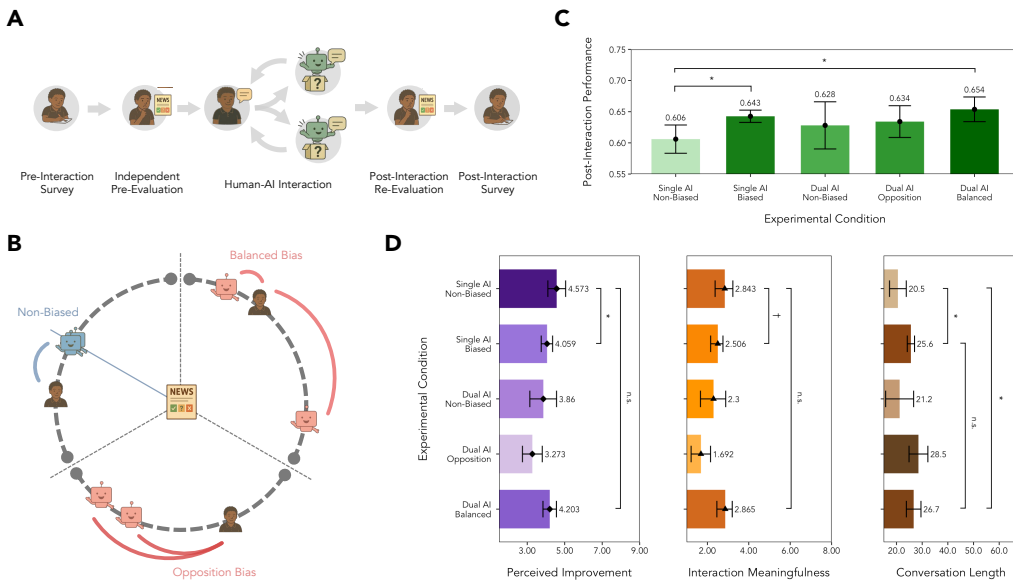 A
NEWS
?
?
NEWS
Pre-Interaction
Survey
Independent
Pre-Evaluation
Human-AI Interaction
Post-Interaction
Re-Evaluation
Post-Interaction
Survey
B
Balanced Bias
Non-Biased
NEWS
?
Opposition Bias
C
Post-Interaction Performance
0.75
0.70
0.65
0.60
0.55
*
*
0.606
0.643
0.628
0.634
0.654
Single AI
Non-Biased
Single AI
Biased
Dual AI
Non-Biased
Dual AI
Opposition
Dual AI
Balanced
Experimental Condition
D
Experimental Condition
Single AI
Non-Biased
Single AI
Biased
Dual AI
Non-Biased
Dual AI
Opposition
Dual AI
Balanced
4.573
4.059
3.86
3.273
4.203
*
n.s.
3.00
6.00
9.00
Perceived Improvement
2.843
2.506
2.3
1.692
2.865
†
n.s.
2.00
4.00
6.00
8.00
Interaction Meaningfulness
20.5
25.6
21.2
28.5
26.7
*
n.s.
*
15.0
30.0
45.0
60.0
Conversation Length